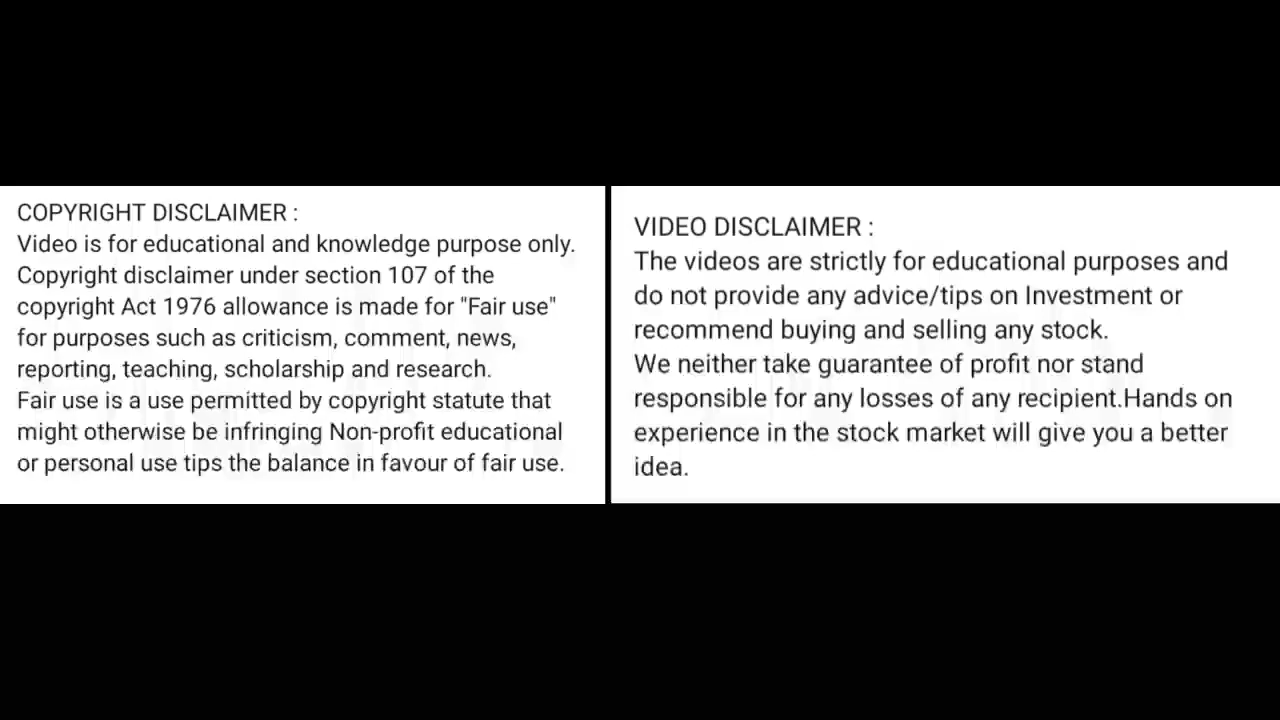 COPYRIGHT DISCLAIMER :
Video is for educational and knowledge purpose only.
Copyright disclaimer under section 107 of the
copyright Act 1976 allowance is made for "Fair use"
for purposes such as criticism, comment, news,
reporting, teaching, scholarship and research.
Fair use is a use permitted by copyright statute that
might otherwise be infringing Non-profit educational
or personal use tips the balance in favour of fair use.
VIDEO DISCLAIMER :
The videos are strictly for educational purposes and
do not provide any advice/tips on Investment or
recommend buying and selling any stock.
We neither take guarantee of profit nor stand
responsible for any losses of any recipient.Hands on
experience in the stock market will give you a better
idea.